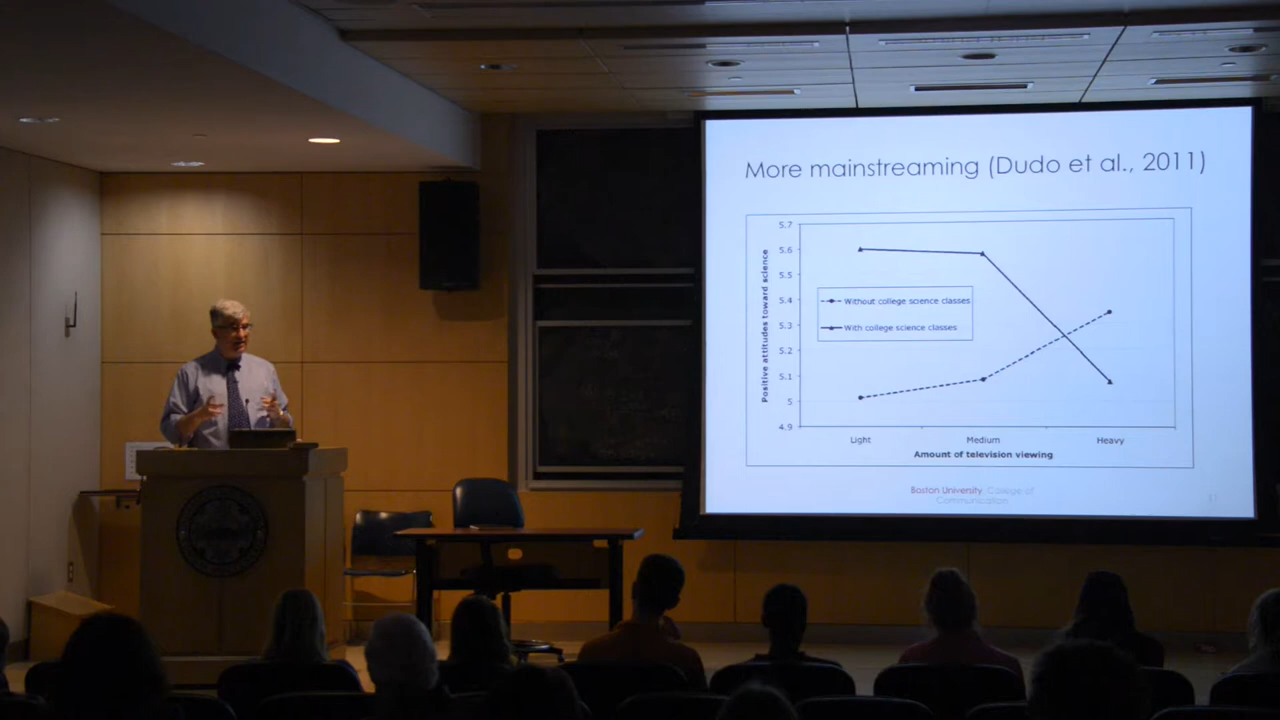 More mainstreaming (Dudo et al., 2011)
5.7
5.6
5.5
5.4
5.3
5.2
5.1
5
4.9
Positive attitudes toward science
Without college science classes
With college science classes
Light Medium Heavy
Amount of television viewing
Boston University College of
Communication